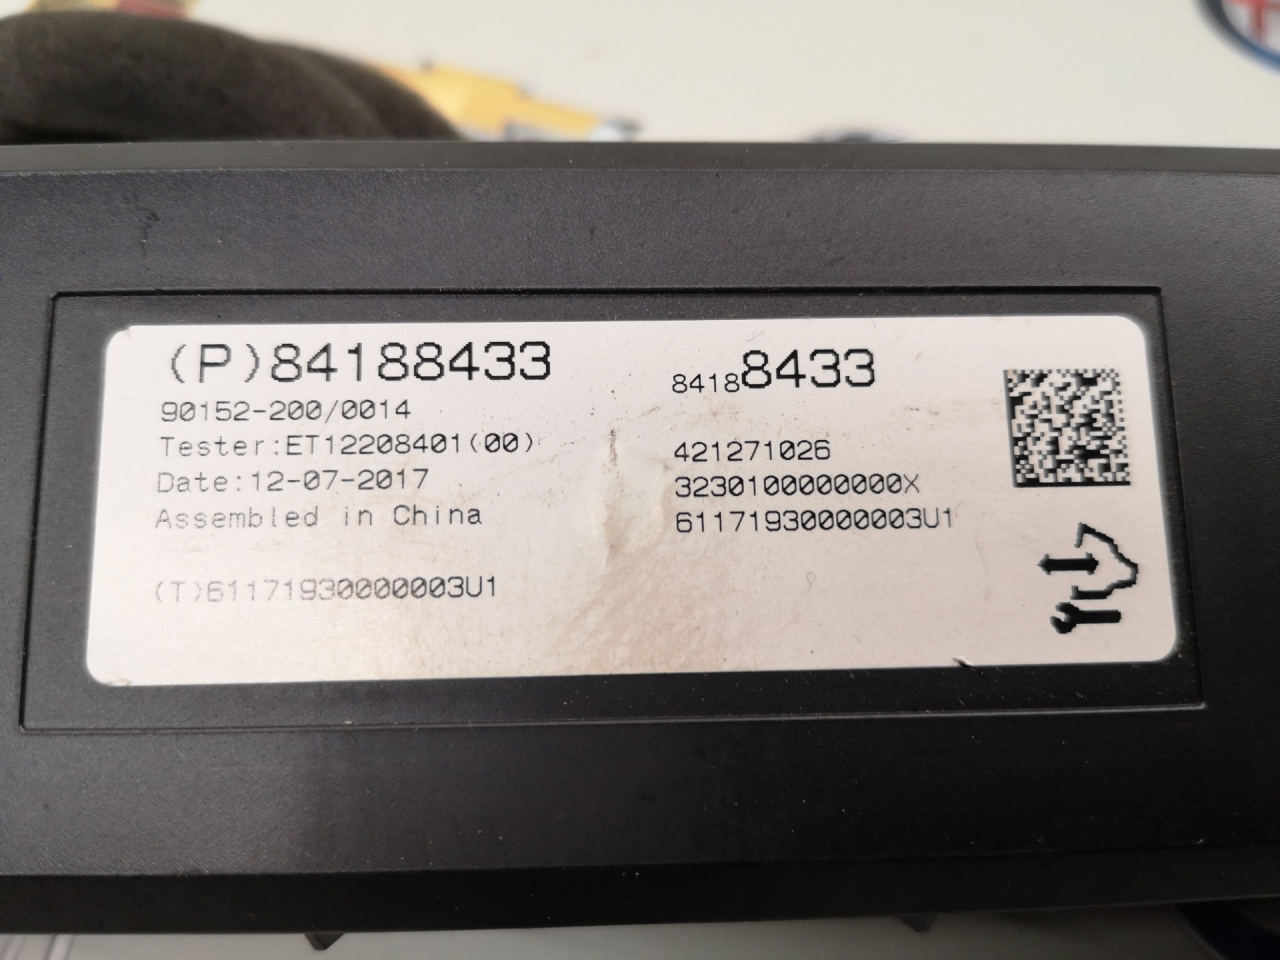 (P)84188433
90152-200/0014
Tester:ET12208401(00)
Date:12-07-2017
Assembled in China
(T)61171930000003U1
84188433
421271026
3230100000000X
61171930000003U1